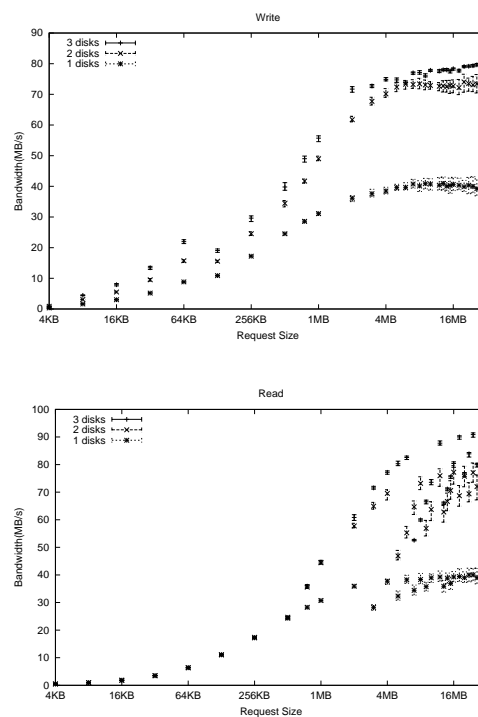 Write
90
80
70
60
50
40
30
20
10
0
Bandwidth(MB/s)
3 disks
2 disks
1 disks
4KB 16KB 64KB 256KB 1MB 4MB 16MB
Request Size
Read
100
90
80
70
60
50
40
30
20
10
0
Bandwidth(MB/s)
3 disks
2 disks
1 disks
4KB 16KB 64KB 256KB 1MB 4MB 16MB
Request Size